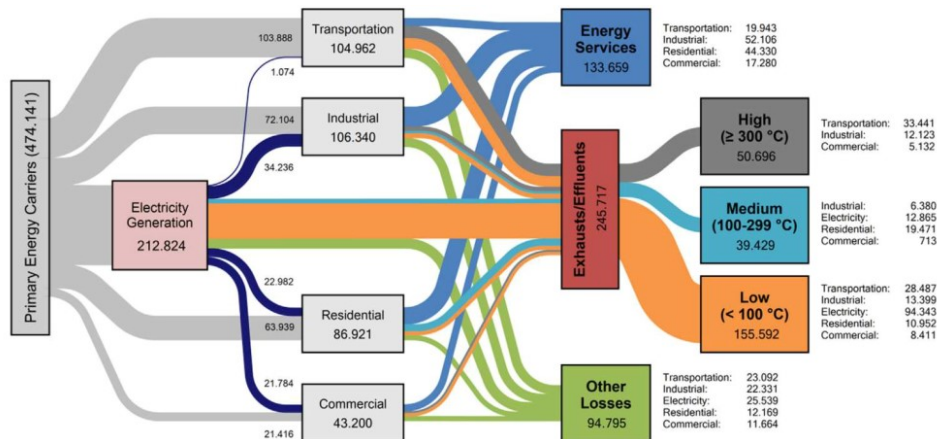 Primary Energy Carriers (474.141)
103.888
1.074
72.104
34.236
Electricity
Generation
212.824
22.982
63.939
21.784
21.416
Transportation
104.962
Industrial
106.340
Residential
86.921
Commercial
43.200
Energy
Services
133.659
Transportation: 19.943
Industrial: 52.106
Residential: 44.330
Commercial: 17.280
Exhausts/Effluents
245.717
High
(≥ 300 °C)
50.696
Transportation: 33.441
Industrial: 12.123
Commercial: 5.132
Medium
(100-299 °C)
39.429
Industrial: 6.380
Electricity: 12.865
Residential: 19.471
Commercial: 713
Low
(< 100 °C)
155.592
Transportation: 28.487
Industrial: 13.399
Electricity: 94.343
Residential: 10.952
Commercial: 8.411
Other
Losses
94.795
Transportation: 23.092
Industrial: 22.331
Electricity: 25.539
Residential: 12.169
Commercial: 11.664